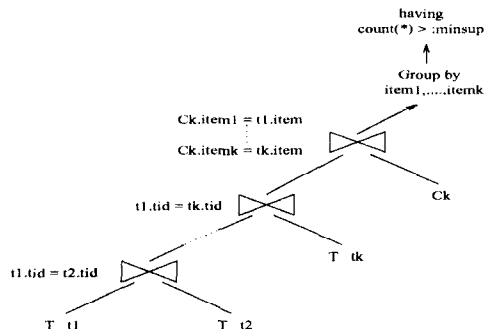 having
count(*) > :minsup
Group by
item1,....,itemk
Ck.item1 = t1.item
Ck.itemk = tk.item
Ck
t1.tid = tk.tid
T tk
t1.tid = t2.tid
T t1
T t2